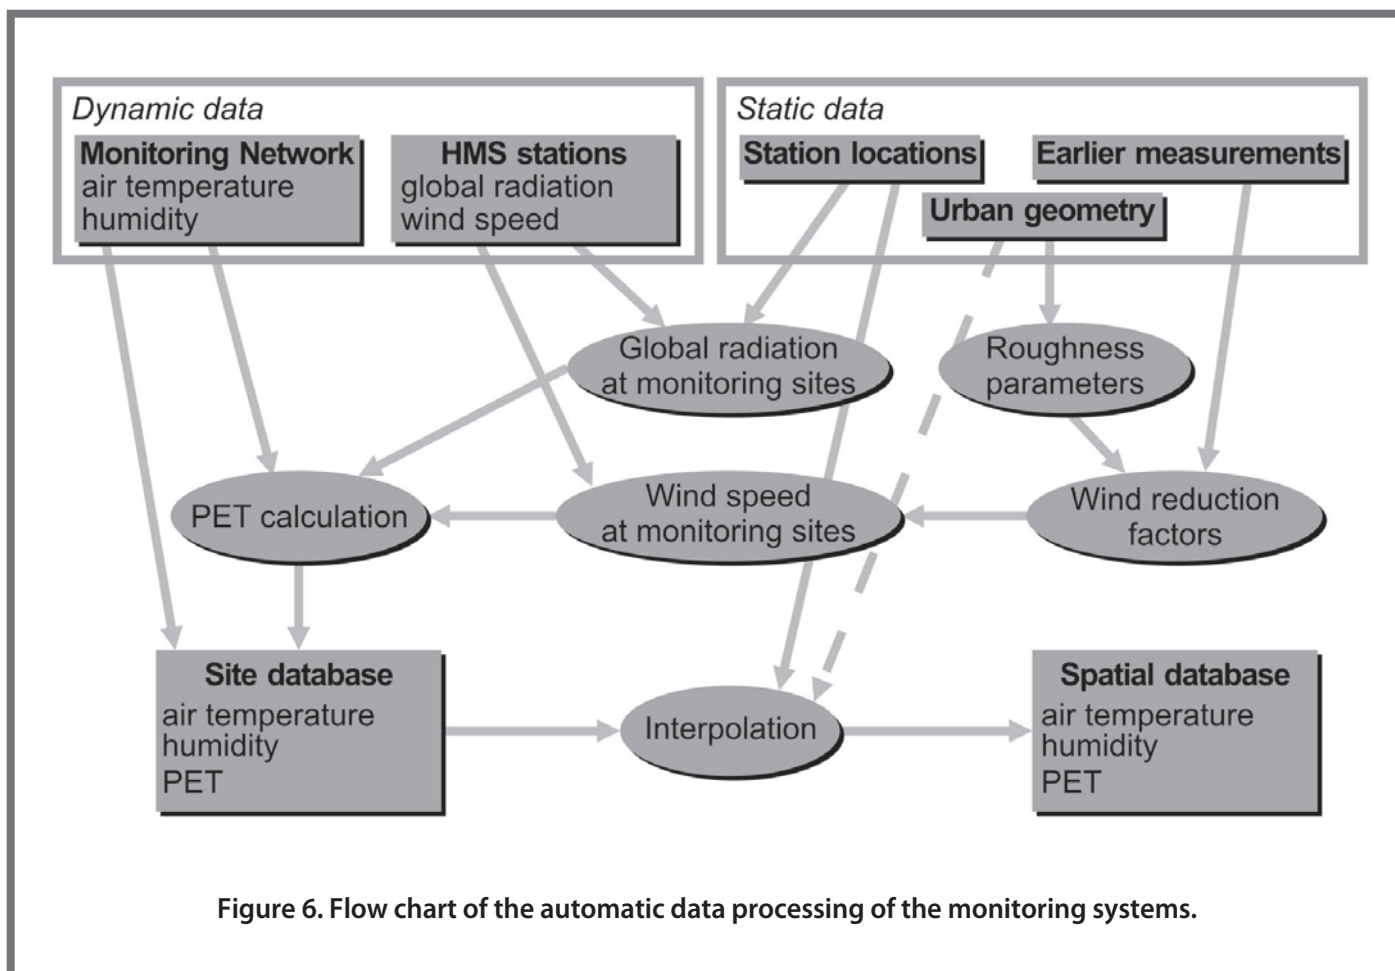 Dynamic data
Monitoring Network
air temperature
humidity
HMS stations
global radiation
wind speed
Static data
Station locations
Earlier measurements
Urban geometry
Global radiation
at monitoring sites
Roughness
parameters
PET calculation
Wind speed
at monitoring sites
Wind reduction
factors
Site database
air temperature
humidity
PET
Interpolation
Spatial database
air temperature
humidity
PET
Figure 6. Flow chart of the automatic data processing of the monitoring systems.